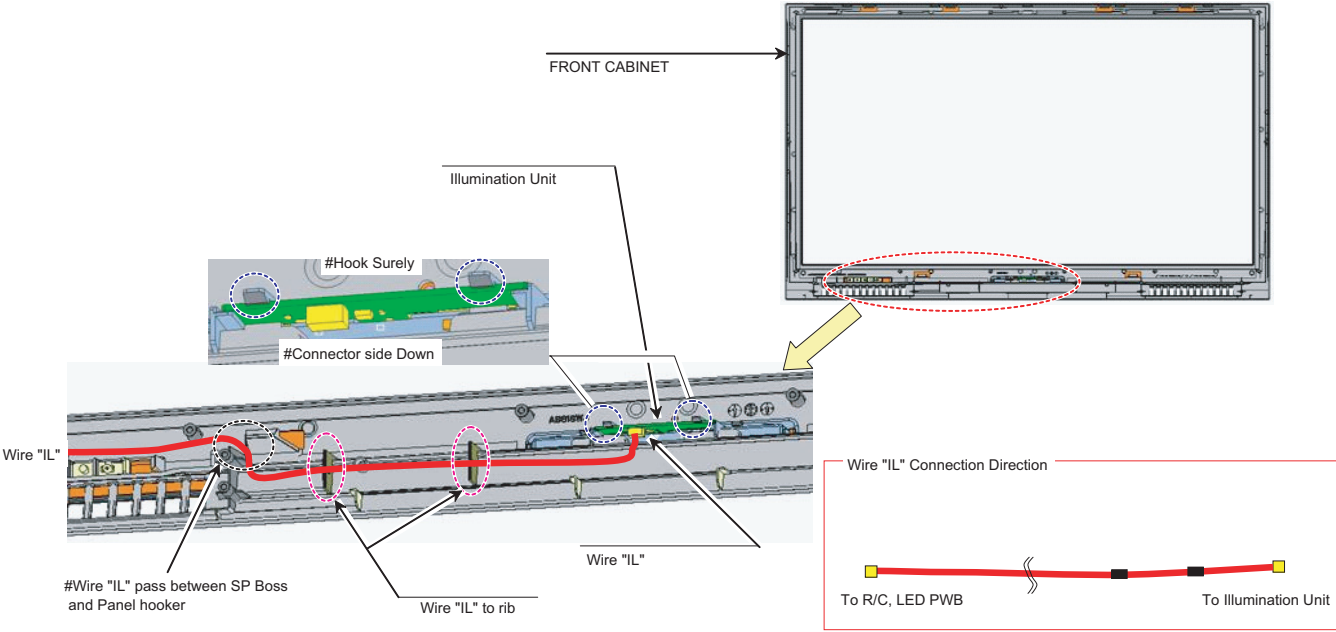 FRONT CABINET
Illumination Unit
#Hook Surely
#Connector side Down
Wire "IL"
Wire "IL" Connection Direction
Wire "IL"
#Wire "IL" pass between SP Boss
and Panel hooker
Wire "IL" to rib
To R/C, LED PWB
To Illumination Unit